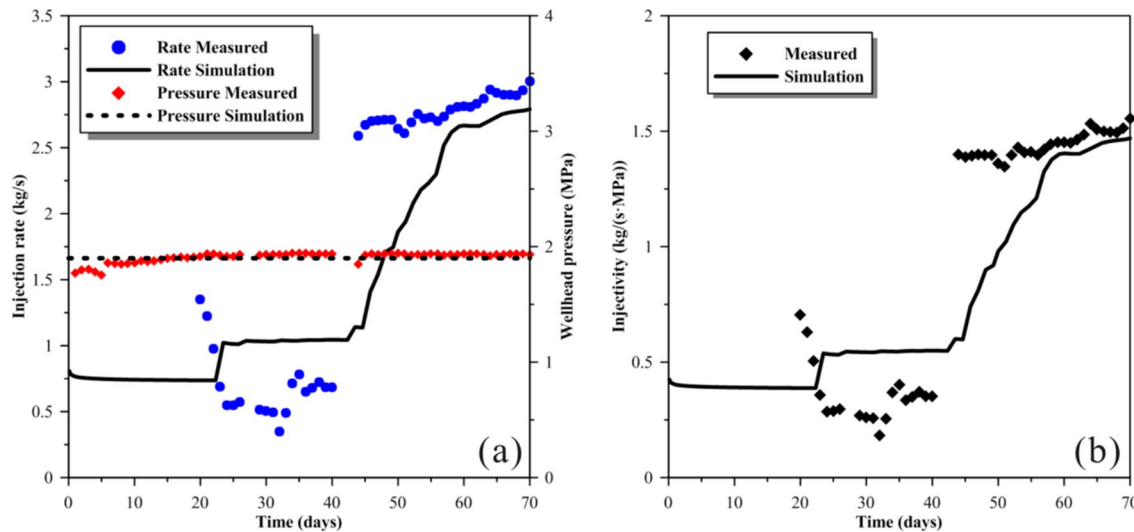 3.5
3
2.5
2
1.5
1
0.5
0
Injection rate (kg/s)
Rate Measured
Rate Simulation
Pressure Measured
Pressure Simulation
4
3
2
1
0
Wellhead pressure (MPa)
(a)
0 10 20 30 40 50 60 70
Time (days)
2
1.5
1
0.5
0
Injectivity (kg/(s·MPa))
Measured
Simulation
(b)
0 10 20 30 40 50 60 70
Time (days)